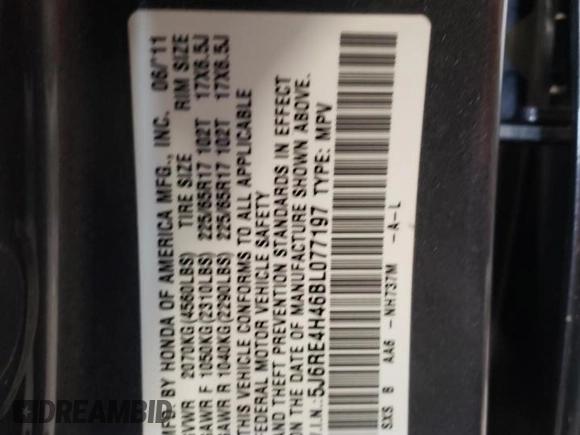 MFD BY HONDA OF AMERICA MFG., INC. 06/'11
GVWR 2070KG(4560LBS) TIRE SIZE RIM SIZE
GAWR F 1050KG(2310LBS) 225/65R17 102T 17X6.5J
GAWR R 1040KG(2290LBS) 225/65R17 102T 17X6.5J
THIS VEHICLE CONFORMS TO ALL APPLICABLE
FEDERAL MOTOR VEHICLE SAFETY
AND THEFT PREVENTION STANDARDS IN EFFECT
ON THE DATE OF MANUFACTURE SHOWN ABOVE.
V.I.N.:5J6RE4H46BL077197 TYPE: MPV
SXS B AA6 -NH737M -A-L
DREAMBID